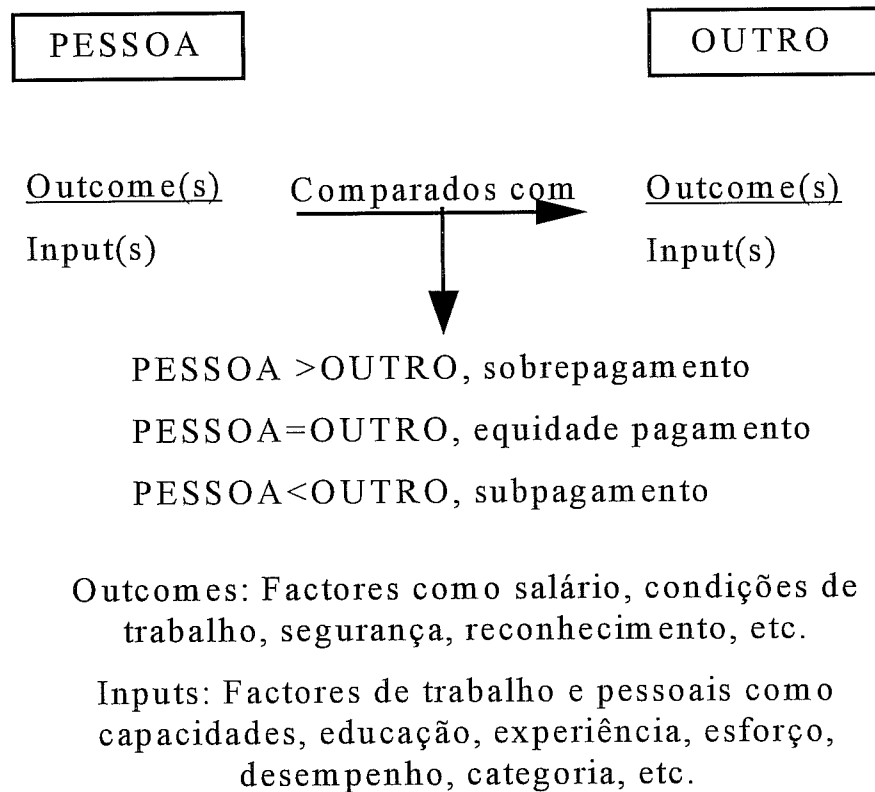 PESSOA
OUTRO
Outcome(s) Comparados com Outcome(s)
Input(s) Input(s)
PESSOA >OUTRO, sobrepagamento
PESSOA=OUTRO, equidade pagamento
PESSOA<OUTRO, subpagamento
Outcomes: Factores como salário, condições de
trabalho, segurança, reconhecimento, etc.
Inputs: Factores de trabalho e pessoais como
capacidades, educação, experiência, esforço,
desempenho, categoria, etc.